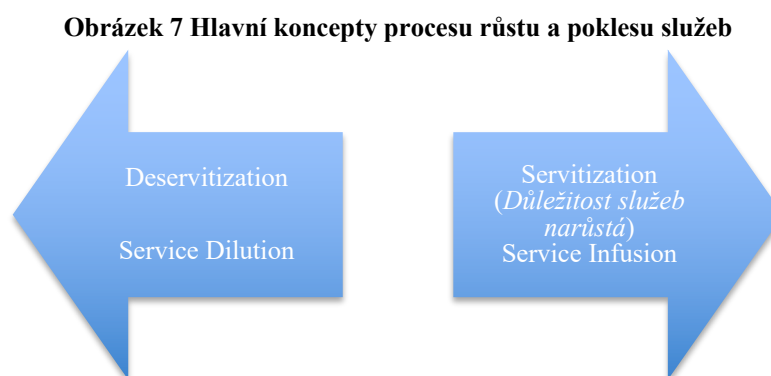 Obrázek 7 Hlavní koncepty procesu růstu a poklesu služeb
Deservitization
Service Dilution
Servitization
(Důležitost služeb
narůstá)
Service Infusion